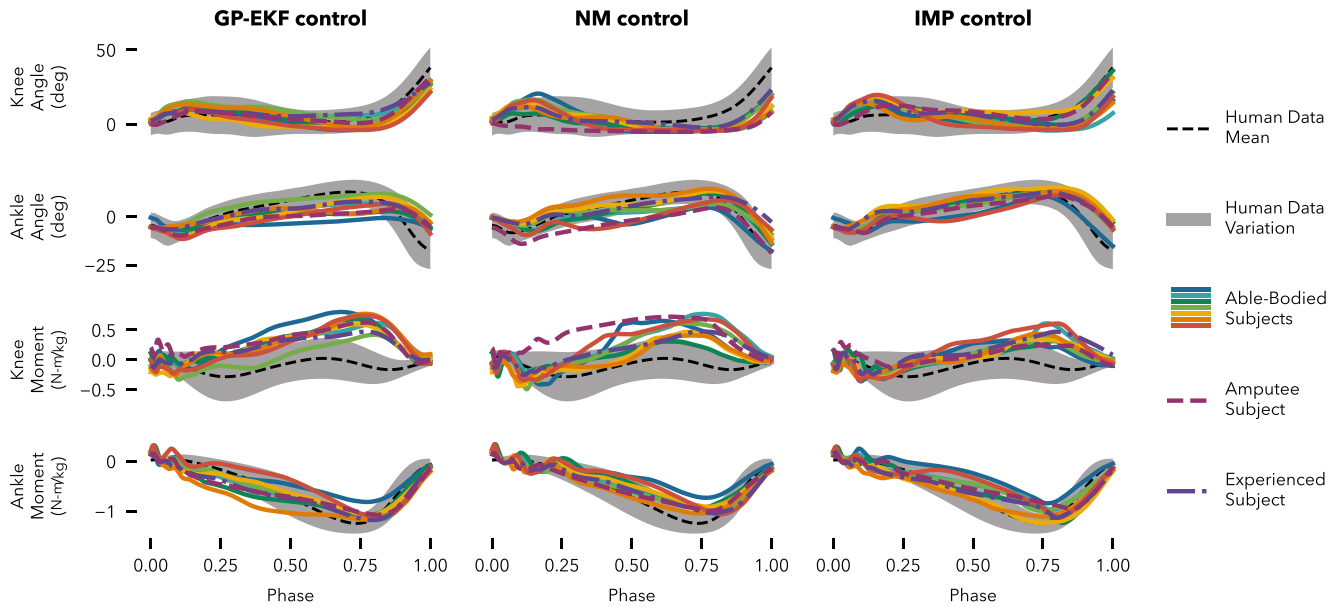 GP-EKF control
NM control
IMP control
Knee
Angle
(deg)
50
0
Ankle
Angle
(deg)
0
−25
Knee
Moment
(N-m/kg)
0.5
0.0
−0.5
Ankle
Moment
(N-m/kg)
0
−1
0.00 0.25 0.50 0.75 1.00
0.00 0.25 0.50 0.75 1.00
0.00 0.25 0.50 0.75 1.00
Phase
Phase
Phase
Human Data
Mean
Human Data
Variation
Able-Bodied
Subjects
Amputee
Subject
Experienced
Subject